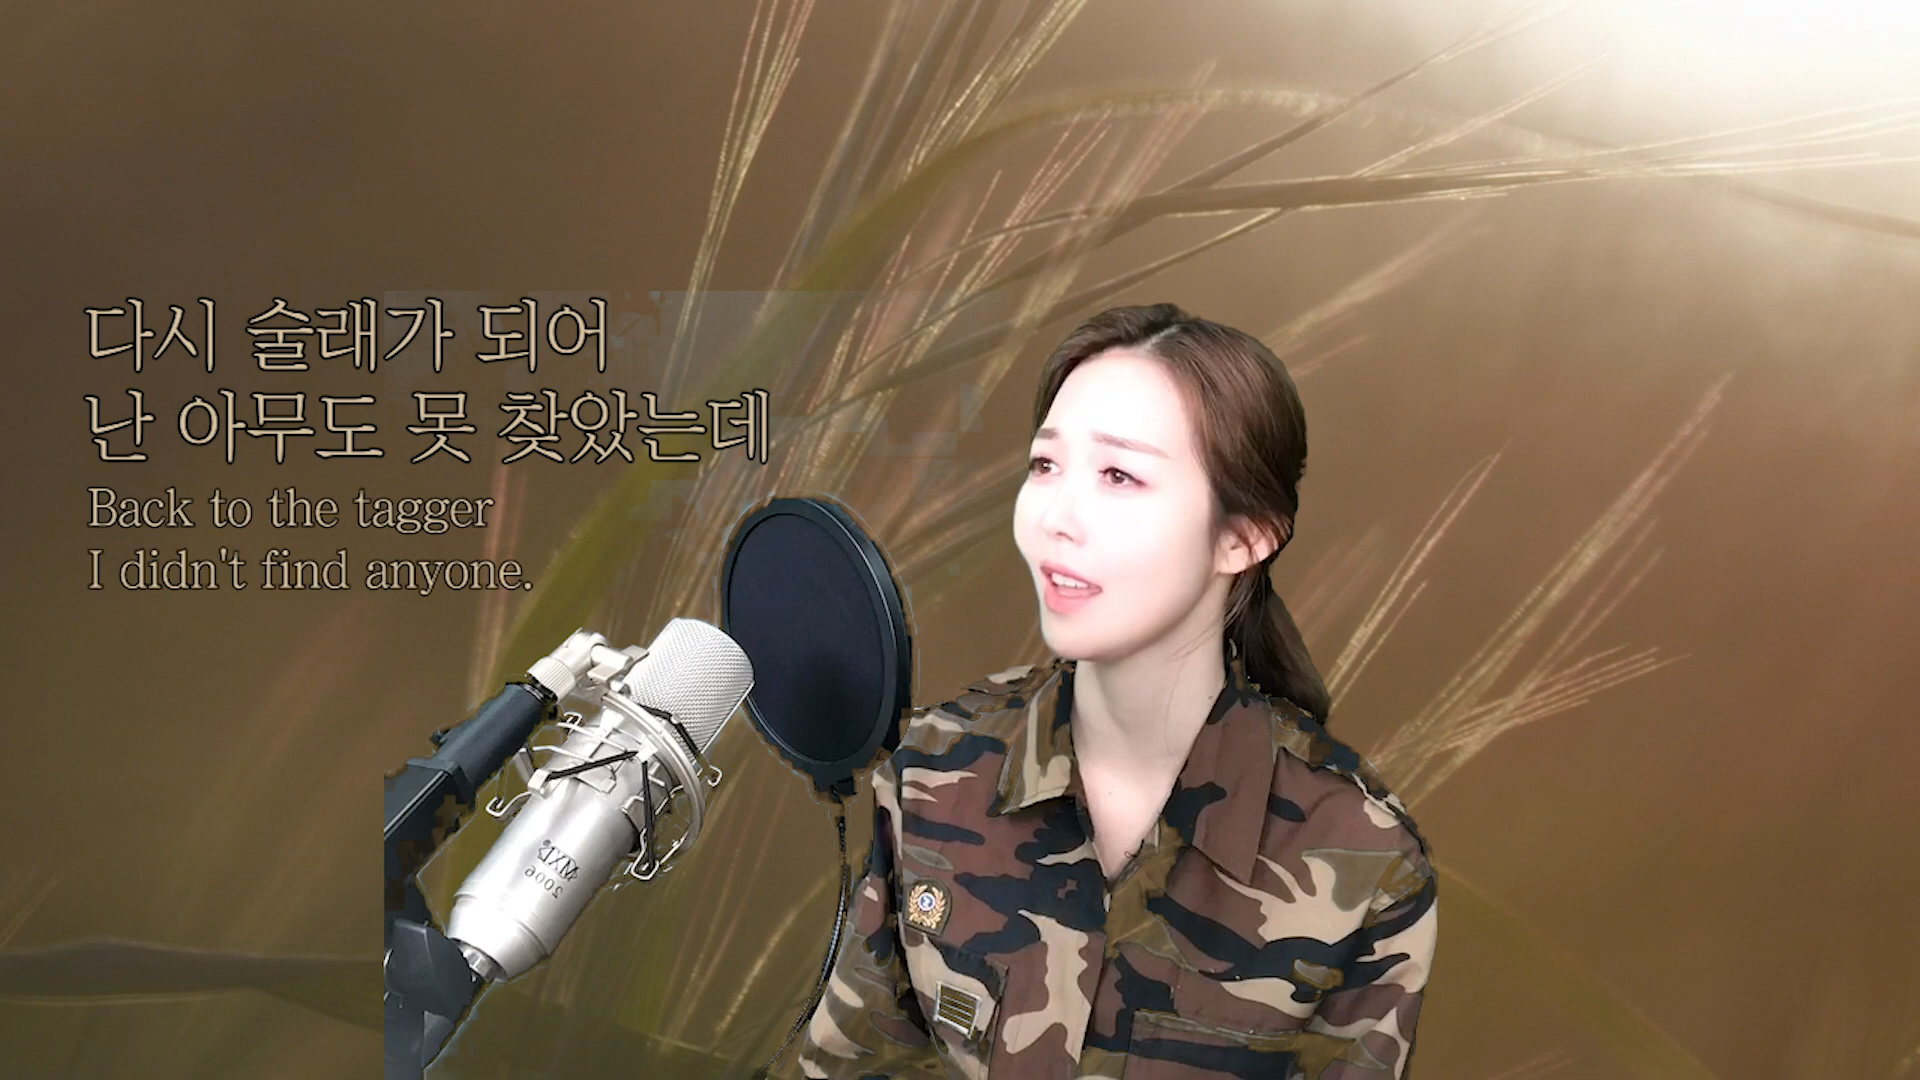 다시 술래가 되어
난 아무도 못 찾았는데
Back to the tagger
I didn't find anyone.
MXL
2006